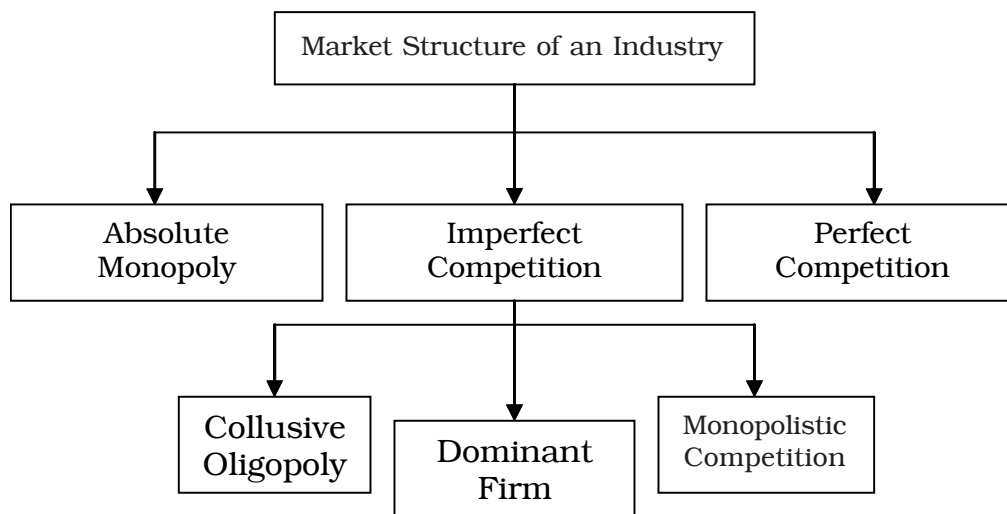 Market Structure of an Industry
Absolute
Monopoly
Imperfect
Competition
Perfect
Competition
Collusive
Oligopoly
Dominant
Firm
Monopolistic
Competition